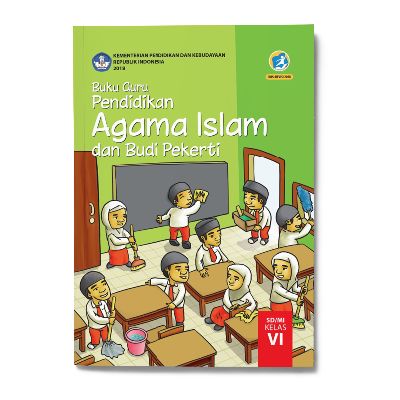 KEMENTERIAN PENDIDIKAN DAN KEBUDAYAAN
REPUBLIK INDONESIA
2018
Buku Guru
Pendidikan
Agama Islam
dan Budi Pekerti
SD/MI
KELAS
VI